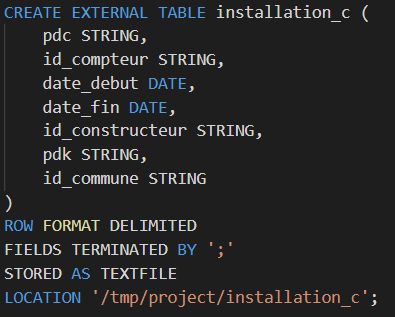 CREATE EXTERNAL TABLE installation_c (
    pdc STRING,
    id_compteur STRING,
    date_debut DATE,
    date_fin DATE,
    id_constructeur STRING,
    pdk STRING,
    id_commune STRING
)
ROW FORMAT DELIMITED
FIELDS TERMINATED BY ';'
STORED AS TEXTFILE
LOCATION '/tmp/project/installation_c';